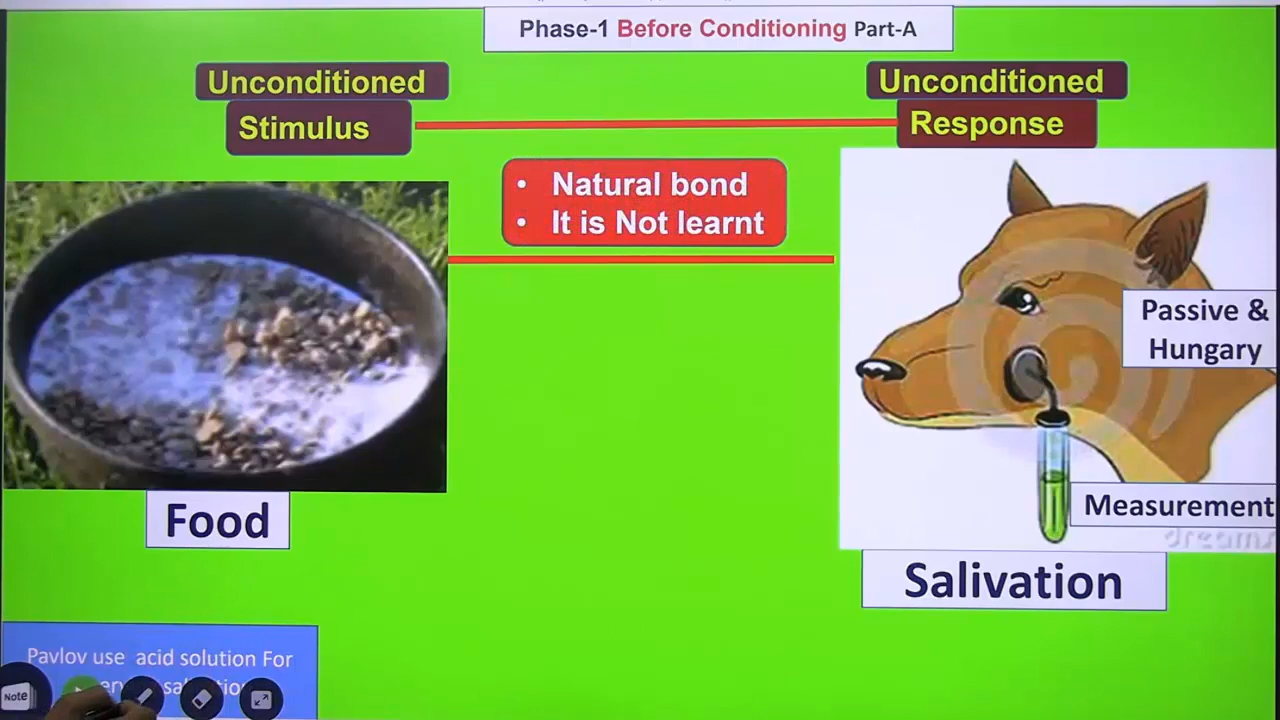 Phase-1 Before Conditioning Part-A
Unconditioned
Stimulus
Unconditioned
Response
• Natural bond
• It is Not learnt
Passive &
Hungary
Measurement
Food
Salivation
Pavlov use acid solution For
Note